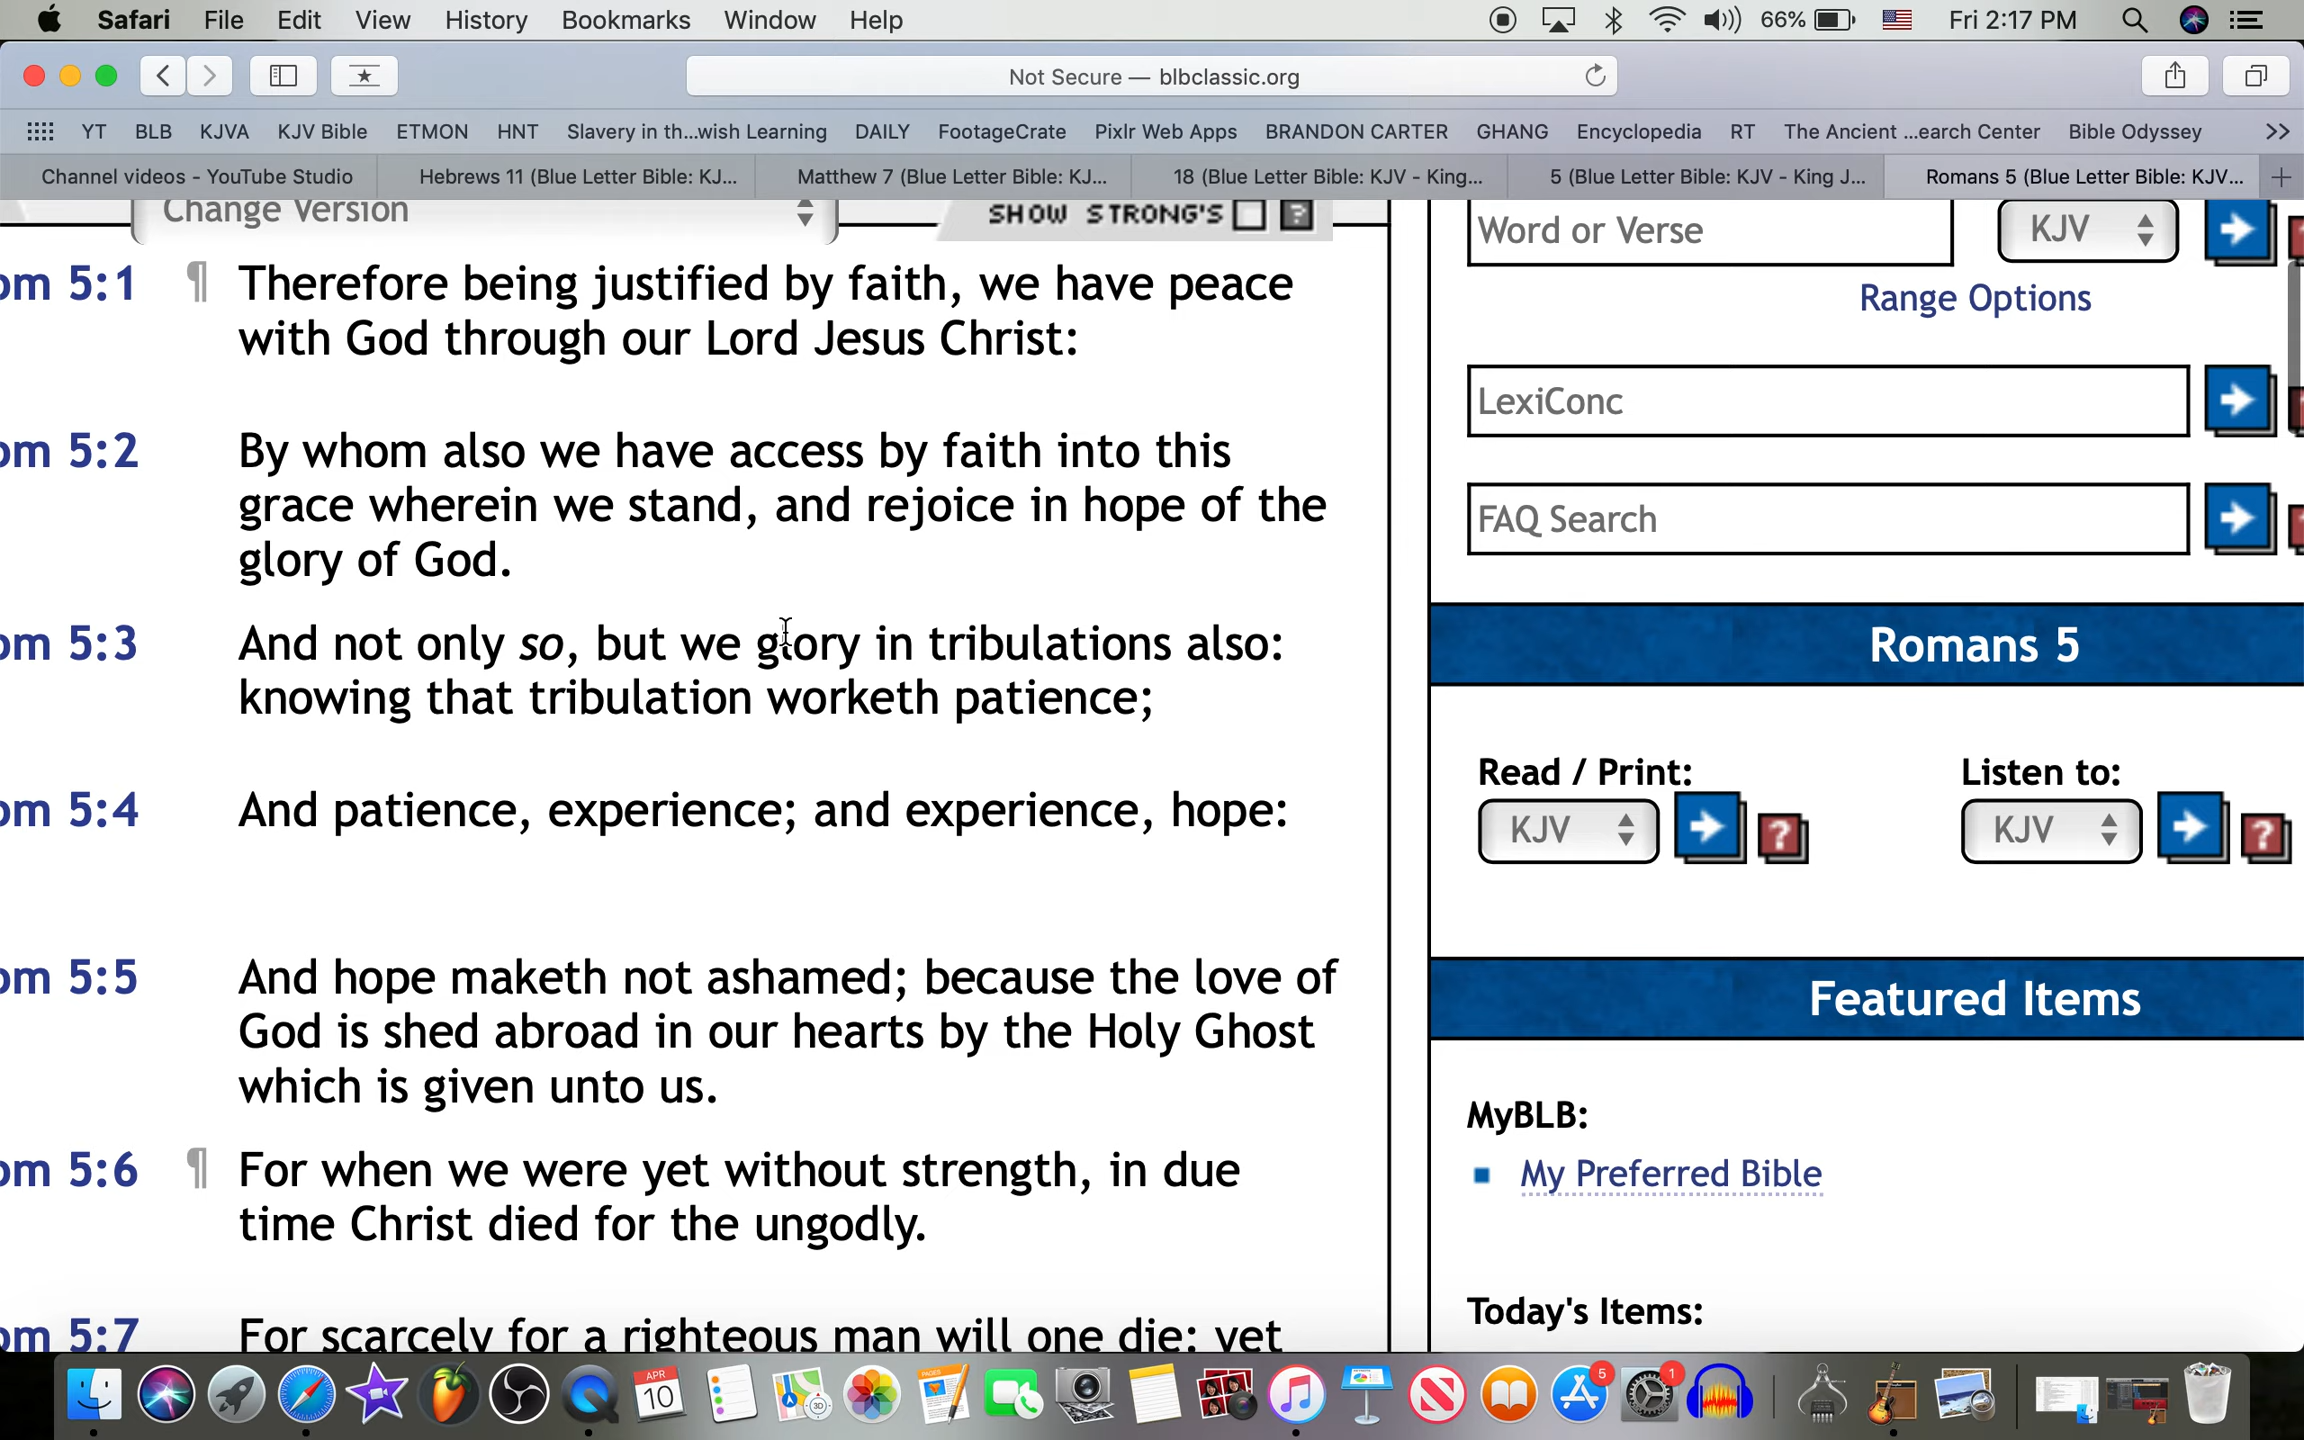 Safari File Edit View History Bookmarks Window Help 66% Fri 2:17 PM
Not Secure — blbclassic.org
YT BLB KJVA KJV Bible ETMON HNT Slavery in th...wish Learning DAILY FootageCrate Pixlr Web Apps BRANDON CARTER GHANG Encyclopedia RT The Ancient ...earch Center Bible Odyssey >>
Channel videos - YouTube Studio Hebrews 11 (Blue Letter Bible: KJ... Matthew 7 (Blue Letter Bible: KJ... 18 (Blue Letter Bible: KJV - King... 5 (Blue Letter Bible: KJV - King J... Romans 5 (Blue Letter Bible: KJV... +
Change Version SHOW STRONG'S ?
om 5:1 ¶ Therefore being justified by faith, we have peace
with God through our Lord Jesus Christ:
om 5:2 By whom also we have access by faith into this
grace wherein we stand, and rejoice in hope of the
glory of God.
om 5:3 And not only so, but we glory in tribulations also:
knowing that tribulation worketh patience;
om 5:4 And patience, experience; and experience, hope:
om 5:5 And hope maketh not ashamed; because the love of
God is shed abroad in our hearts by the Holy Ghost
which is given unto us.
om 5:6 ¶ For when we were yet without strength, in due
time Christ died for the ungodly.
om 5:7 For scarcely for a righteous man will one die: yet
Word or Verse KJV
Range Options
LexiConc
FAQ Search
Romans 5
Read / Print: Listen to:
KJV ? KJV ?
Featured Items
MyBLB:
My Preferred Bible
Today's Items:
APR
10
3D
5
1